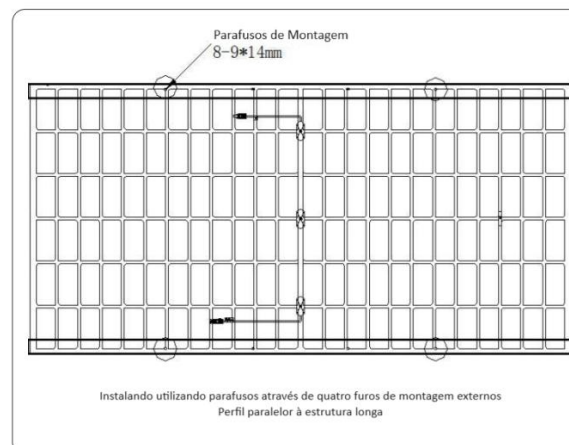 Parafusos de Montagem
8-9*14mm
Instalando utilizando parafusos através de quatro furos de montagem externos
Perfil paralelor à estrutura longa